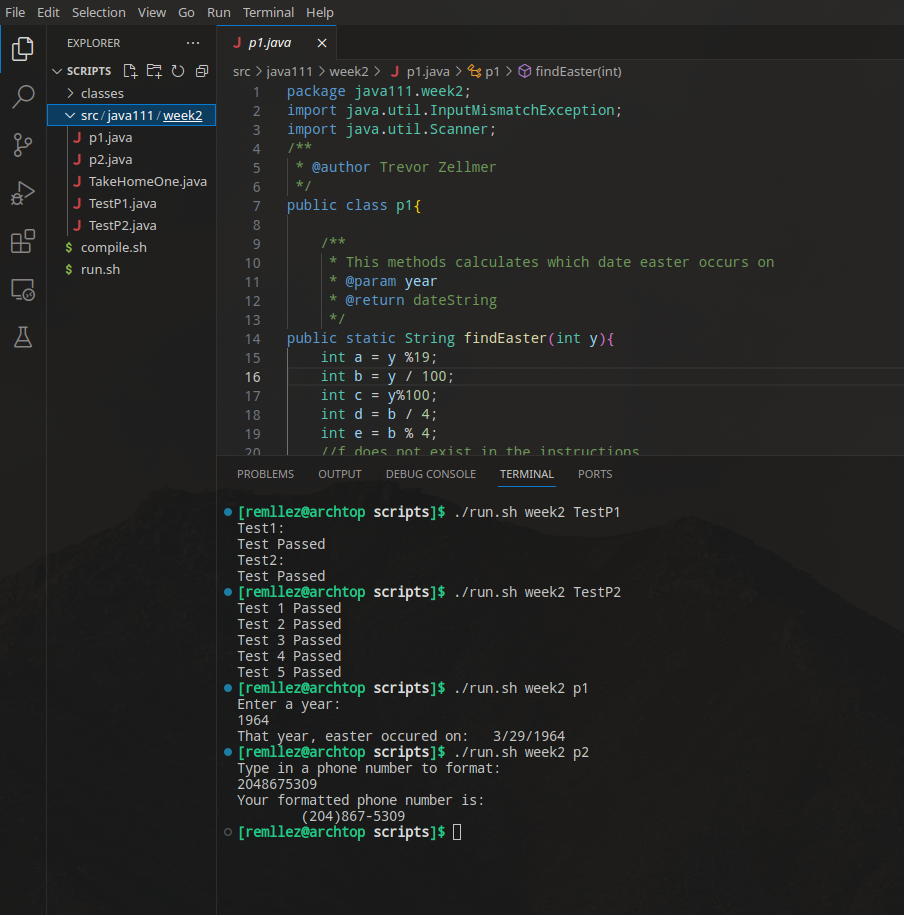 File Edit Selection View Go Run Terminal Help
EXPLORER ···
SCRIPTS
classes
src / java111 / week2
J p1.java
J p2.java
J TakeHomeOne.java
J TestP1.java
J TestP2.java
$ compile.sh
$ run.sh
J p1.java ×
src > java111 > week2 > J p1.java > p1 > findEaster(int)
1 package java111.week2;
2 import java.util.InputMismatchException;
3 import java.util.Scanner;
4 /**
5 * @author Trevor Zellmer
6 */
7 public class p1{
8
9 /**
10 * This methods calculates which date easter occurs on
11 * @param year
12 * @return dateString
13 */
14 public static String findEaster(int y){
15 int a = y %19;
16 int b = y / 100;
17 int c = y%100;
18 int d = b / 4;
19 int e = b % 4;
20 //f does not exist in the instructions
PROBLEMS OUTPUT DEBUG CONSOLE TERMINAL PORTS
[remllez@archtop scripts]$ ./run.sh week2 TestP1
Test1:
Test Passed
Test2:
Test Passed
[remllez@archtop scripts]$ ./run.sh week2 TestP2
Test 1 Passed
Test 2 Passed
Test 3 Passed
Test 4 Passed
Test 5 Passed
[remllez@archtop scripts]$ ./run.sh week2 p1
Enter a year:
1964
That year, easter occured on: 3/29/1964
[remllez@archtop scripts]$ ./run.sh week2 p2
Type in a phone number to format:
2048675309
Your formatted phone number is:
(204)867-5309
[remllez@archtop scripts]$